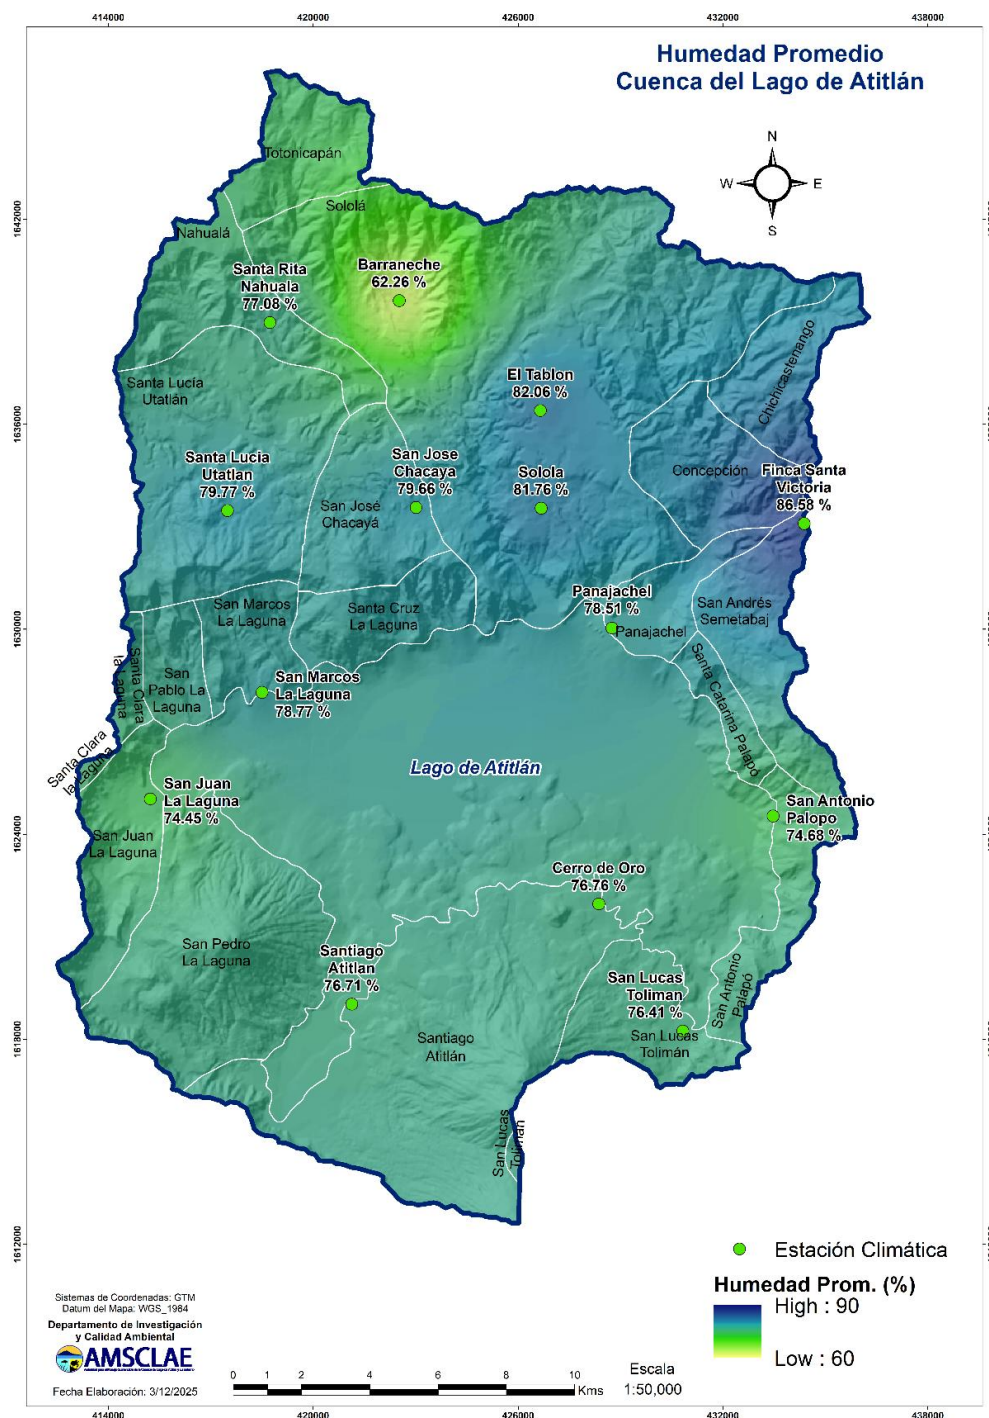 414000
420000
426000
432000
438000
Humedad Promedio
Cuenca del Lago de Atitlán
N
W
E
S
Totonicapán
Sololá
Nahualá
1642000
Santa Rita
Nahuala
77.08 %
Barraneche
62.26 %
Chichicastenango
Santa Lucía
Utatlán
El Tablon
82.06 %
1636000
Santa Lucia
Utatlan
79.77 %
San Jose
Chacaya
79.66 %
Solola
81.76 %
Concepción
Finca Santa
Victoria
86.58 %
San José
Chacayá
San Marcos
La Laguna
Santa Cruz
La Laguna
Panajachel
78.51 %
Panajachel
San Andrés
Semetabaj
1630000
Santa Clara
la Laguna
San
Pablo La
Laguna
San Marcos
La Laguna
78.77 %
Santa Catarina Palapó
Santa Clara
la Laguna
Lago de Atitlán
San Juan
La Laguna
74.45 %
San Antonio
Palopo
74.68 %
San Juan
La Laguna
1624000
Cerro de Oro
76.76 %
San Pedro
La Laguna
Santiago
Atitlan
76.71 %
San Lucas
Toliman
76.41 %
San Antonio
Palapó
Santiago
Atitlán
San Lucas
Tolimán
1618000
San Lucas
Tolimán
1612000
Estación Climática
Humedad Prom. (%)
High : 90
Low : 60
Sistemas de Coordenadas: GTM
Datum del Mapa: WGS_1984
Departamento de Investigación
y Calidad Ambiental
AMSCLAE
Fecha Elaboración: 3/12/2025
0 1 2 4 6 8 10
Kms
Escala
1:50,000
414000
420000
426000
432000
438000